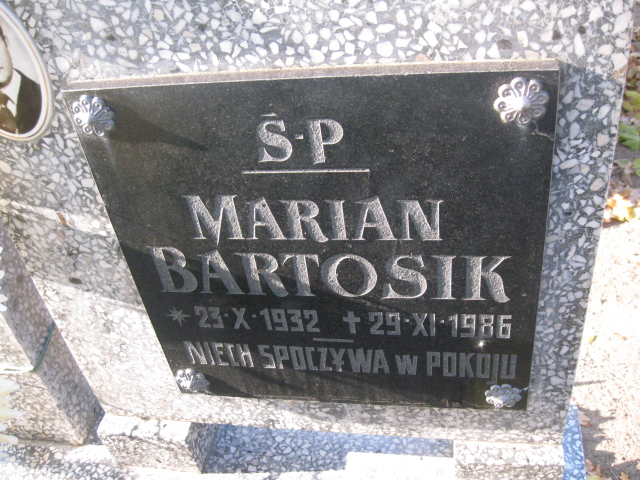 Ś-P
MARIAN
BARTOSIK
* 23·X·1932 ✝ 29·XI·1986
NIECH SPOCZYWA W POKOJU